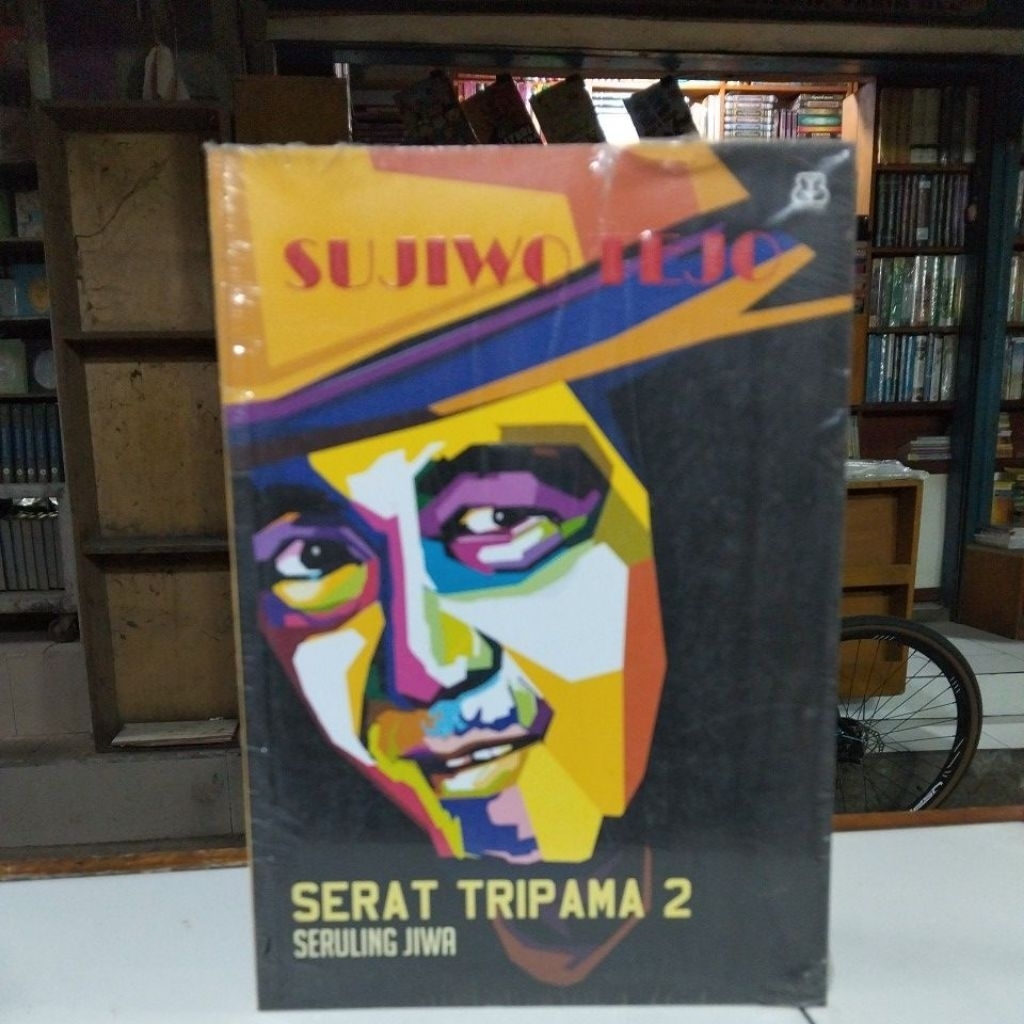 SUJIWO TEJO
SERAT TRIPAMA 2
SERULING JIWA